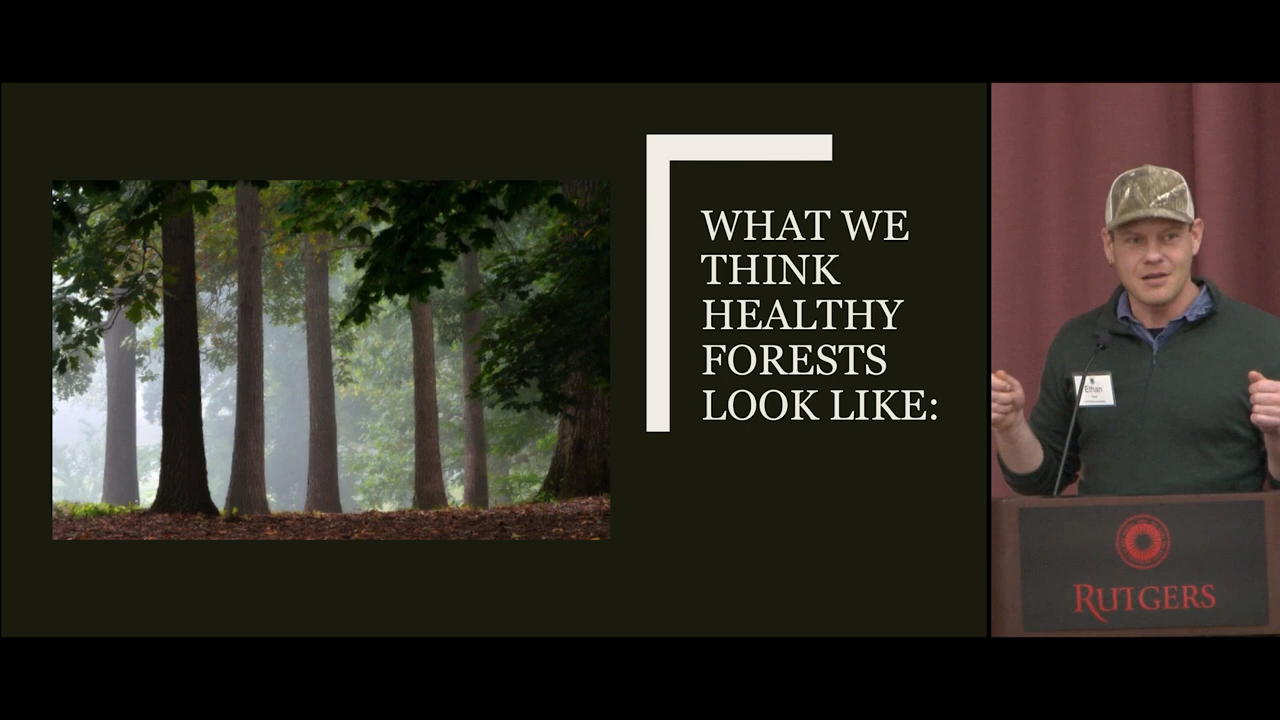 WHAT WE
THINK
HEALTHY
FORESTS
LOOK LIKE:
Ethan
RUTGERS